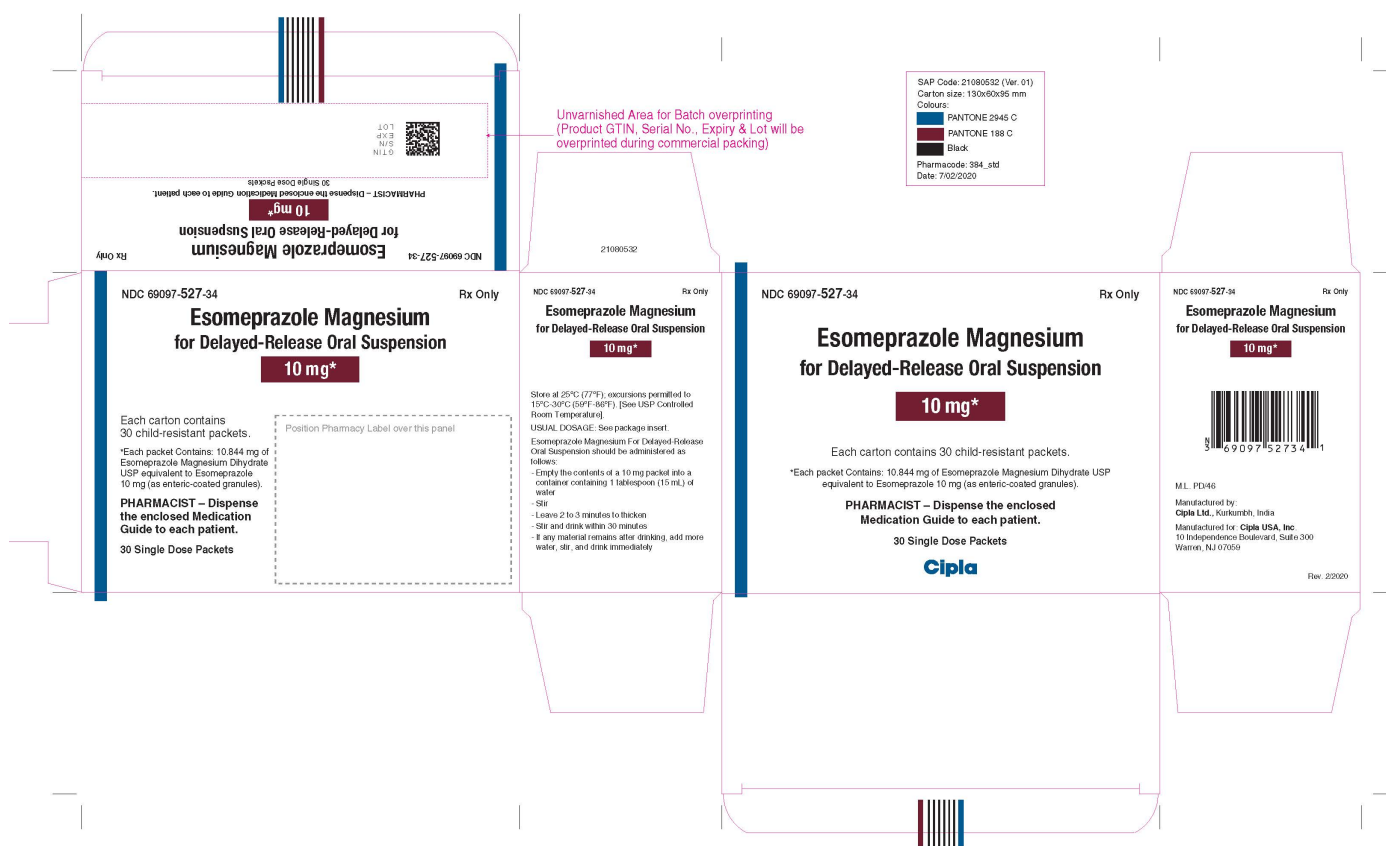 LOT
EXP
S/N
GTIN
30 Single Dose Packets
PHARMACIST – Dispense the enclosed Medication Guide to each patient.
10 mg*
for Delayed-Release Oral Suspension
Esomeprazole Magnesium
NDC 69097-527-34
Rx Only
Unvarnished Area for Batch overprinting
(Product GTIN, Serial No., Expiry & Lot will be
overprinted during commercial packing)
SAP Code: 21080532 (Ver. 01)
Carton size: 130x60x95 mm
Colours:
PANTONE 2945 C
PANTONE 188 C
Black
Pharmacode: 384_std
Date: 7/02/2020
21080532
NDC 69097-527-34
Rx Only
Esomeprazole Magnesium
for Delayed-Release Oral Suspension
10 mg*
Each carton contains
30 child-resistant packets.
*Each packet Contains: 10.844 mg of
Esomeprazole Magnesium Dihydrate
USP equivalent to Esomeprazole
10 mg (as enteric-coated granules).
PHARMACIST – Dispense
the enclosed Medication
Guide to each patient.
30 Single Dose Packets
Position Pharmacy Label over this panel
NDC 69097-527-34
Rx Only
Esomeprazole Magnesium
for Delayed-Release Oral Suspension
10 mg*
Store at 25°C (77°F); excursions permitted to
15°C-30°C (59°F-86°F). [See USP Controlled
Room Temperature].
USUAL DOSAGE: See package insert.
Esomeprazole Magnesium For Delayed-Release
Oral Suspension should be administered as
follows:
- Empty the contents of a 10 mg packet into a
container containing 1 tablespoon (15 mL) of
water
- Stir
- Leave 2 to 3 minutes to thicken
- Stir and drink within 30 minutes
- If any material remains after drinking, add more
water, stir, and drink immediately
NDC 69097-527-34
Rx Only
Esomeprazole Magnesium
for Delayed-Release Oral Suspension
10 mg*
Each carton contains 30 child-resistant packets.
*Each packet Contains: 10.844 mg of Esomeprazole Magnesium Dihydrate USP
equivalent to Esomeprazole 10 mg (as enteric-coated granules).
PHARMACIST – Dispense the enclosed
Medication Guide to each patient.
30 Single Dose Packets
Cipla
NDC 69097-527-34
Rx Only
Esomeprazole Magnesium
for Delayed-Release Oral Suspension
10 mg*
N
3 69097 52734 1
M.L. PD/46
Manufactured by:
Cipla Ltd., Kurkumbh, India
Manufactured for: Cipla USA, Inc.
10 Independence Boulevard, Suite 300
Warren, NJ 07059
Rev. 2/2020